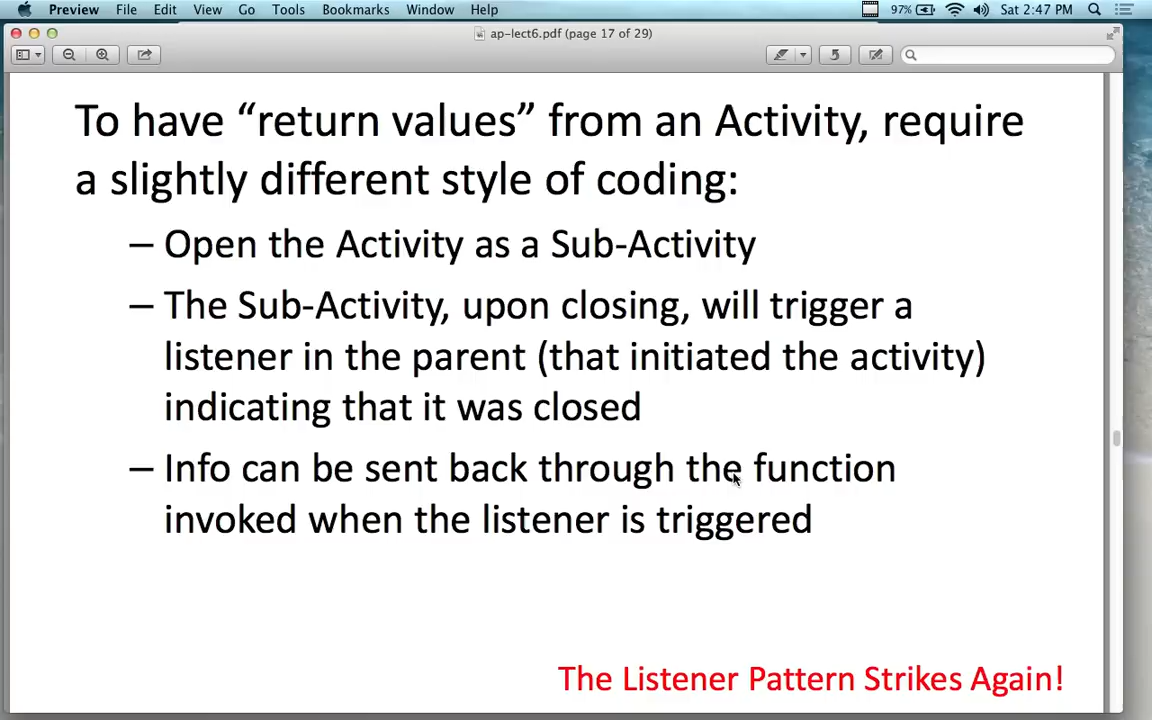 Preview File Edit View Go Tools Bookmarks Window Help 97% Sat 2:47 PM
ap-lect6.pdf (page 17 of 29)
To have “return values” from an Activity, require
a slightly different style of coding:
– Open the Activity as a Sub-Activity
– The Sub-Activity, upon closing, will trigger a
listener in the parent (that initiated the activity)
indicating that it was closed
– Info can be sent back through the function
invoked when the listener is triggered
The Listener Pattern Strikes Again!